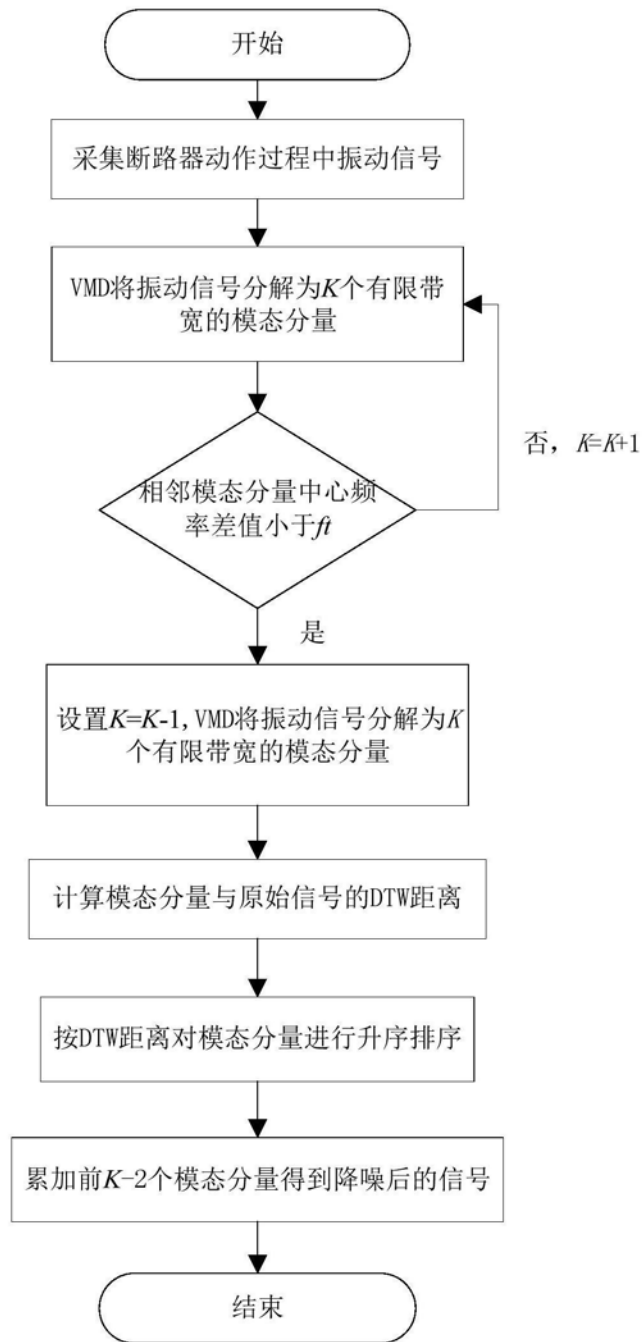 开始
采集断路器动作过程中振动信号
VMD将振动信号分解为K个有限带
宽的模态分量
相邻模态分量中心频
率差值小于ft
否，K=K+1
是
设置K=K-1,VMD将振动信号分解为K
个有限带宽的模态分量
计算模态分量与原始信号的DTW距离
按DTW距离对模态分量进行升序排序
累加前K-2个模态分量得到降噪后的信号
结束